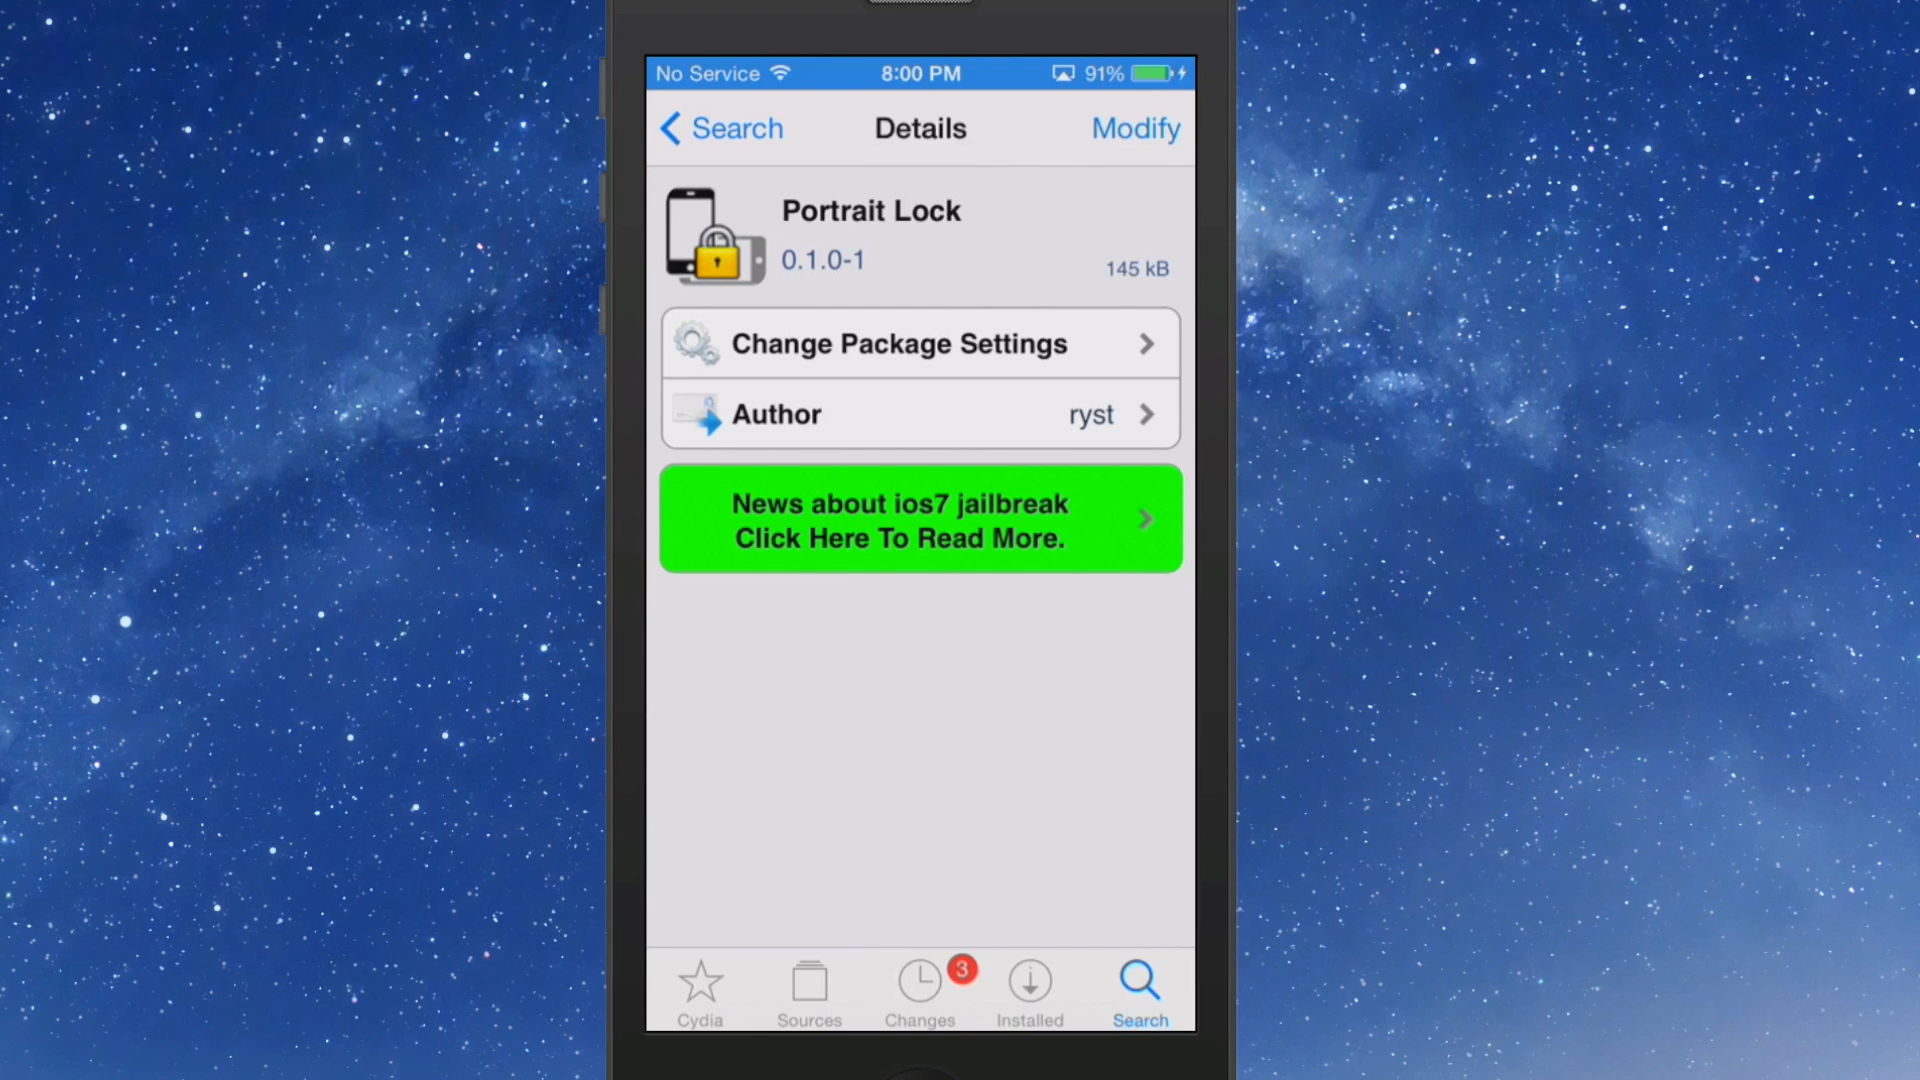 No Service 8:00 PM 91%
Search Details Modify
Portrait Lock
0.1.0-1 145 kB
Change Package Settings
Author ryst
News about ios7 jailbreak
Click Here To Read More.
3
Cydia Sources Changes Installed Search